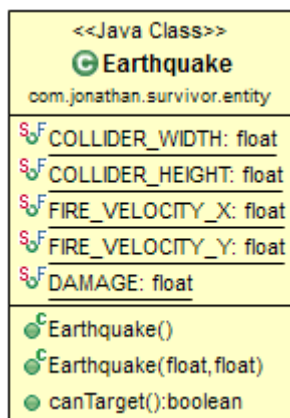 <<Java Class>>
Earthquake
com.jonathan.survivor.entity
COLLIDER_WIDTH: float
COLLIDER_HEIGHT: float
FIRE_VELOCITY_X: float
FIRE_VELOCITY_Y: float
DAMAGE: float
Earthquake()
Earthquake(float,float)
canTarget():boolean